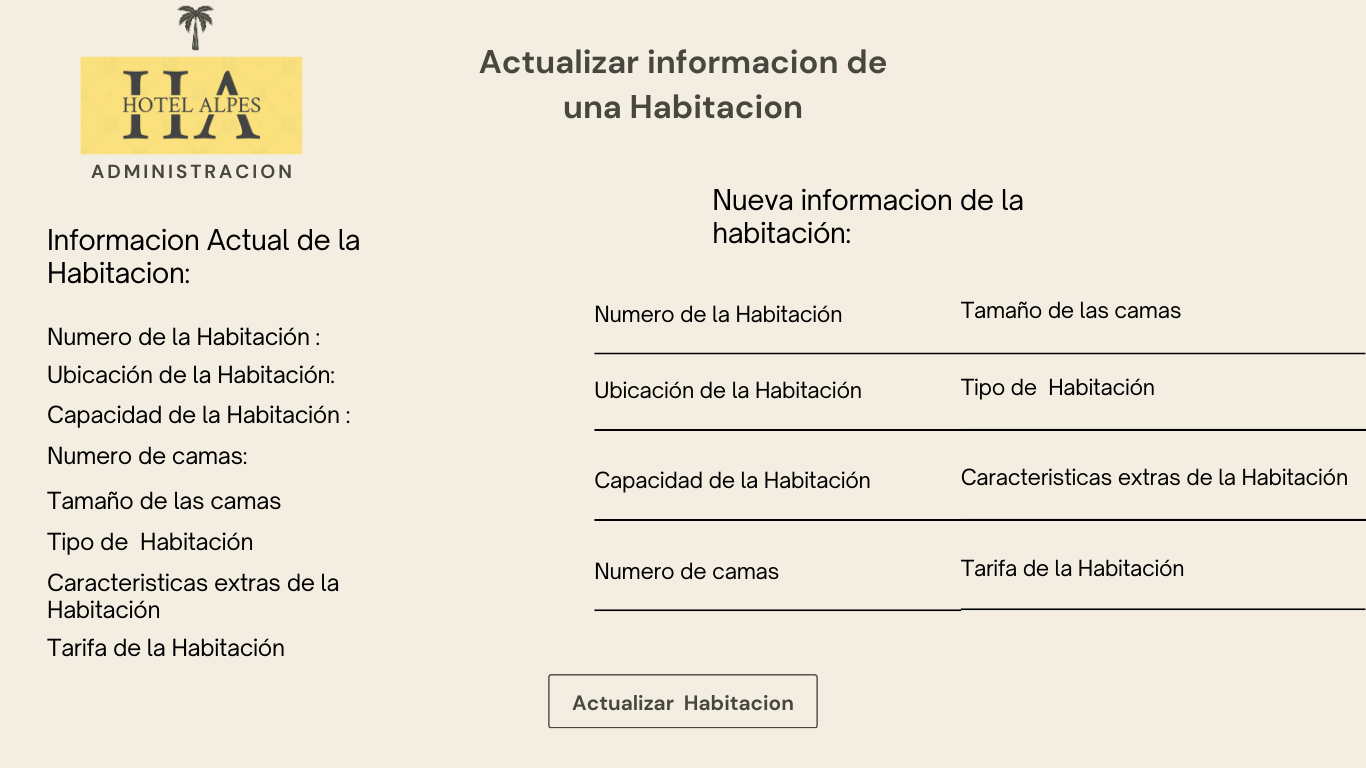 HA
HOTEL ALPES
ADMINISTRACION
Actualizar informacion de
una Habitacion
Informacion Actual de la
Habitacion:
Numero de la Habitación :
Ubicación de la Habitación:
Capacidad de la Habitación :
Numero de camas:
Tamaño de las camas
Tipo de  Habitación
Caracteristicas extras de la
Habitación
Tarifa de la Habitación
Nueva informacion de la
habitación:
Numero de la Habitación
Tamaño de las camas
Ubicación de la Habitación
Tipo de  Habitación
Capacidad de la Habitación
Caracteristicas extras de la Habitación
Numero de camas
Tarifa de la Habitación
Actualizar  Habitacion